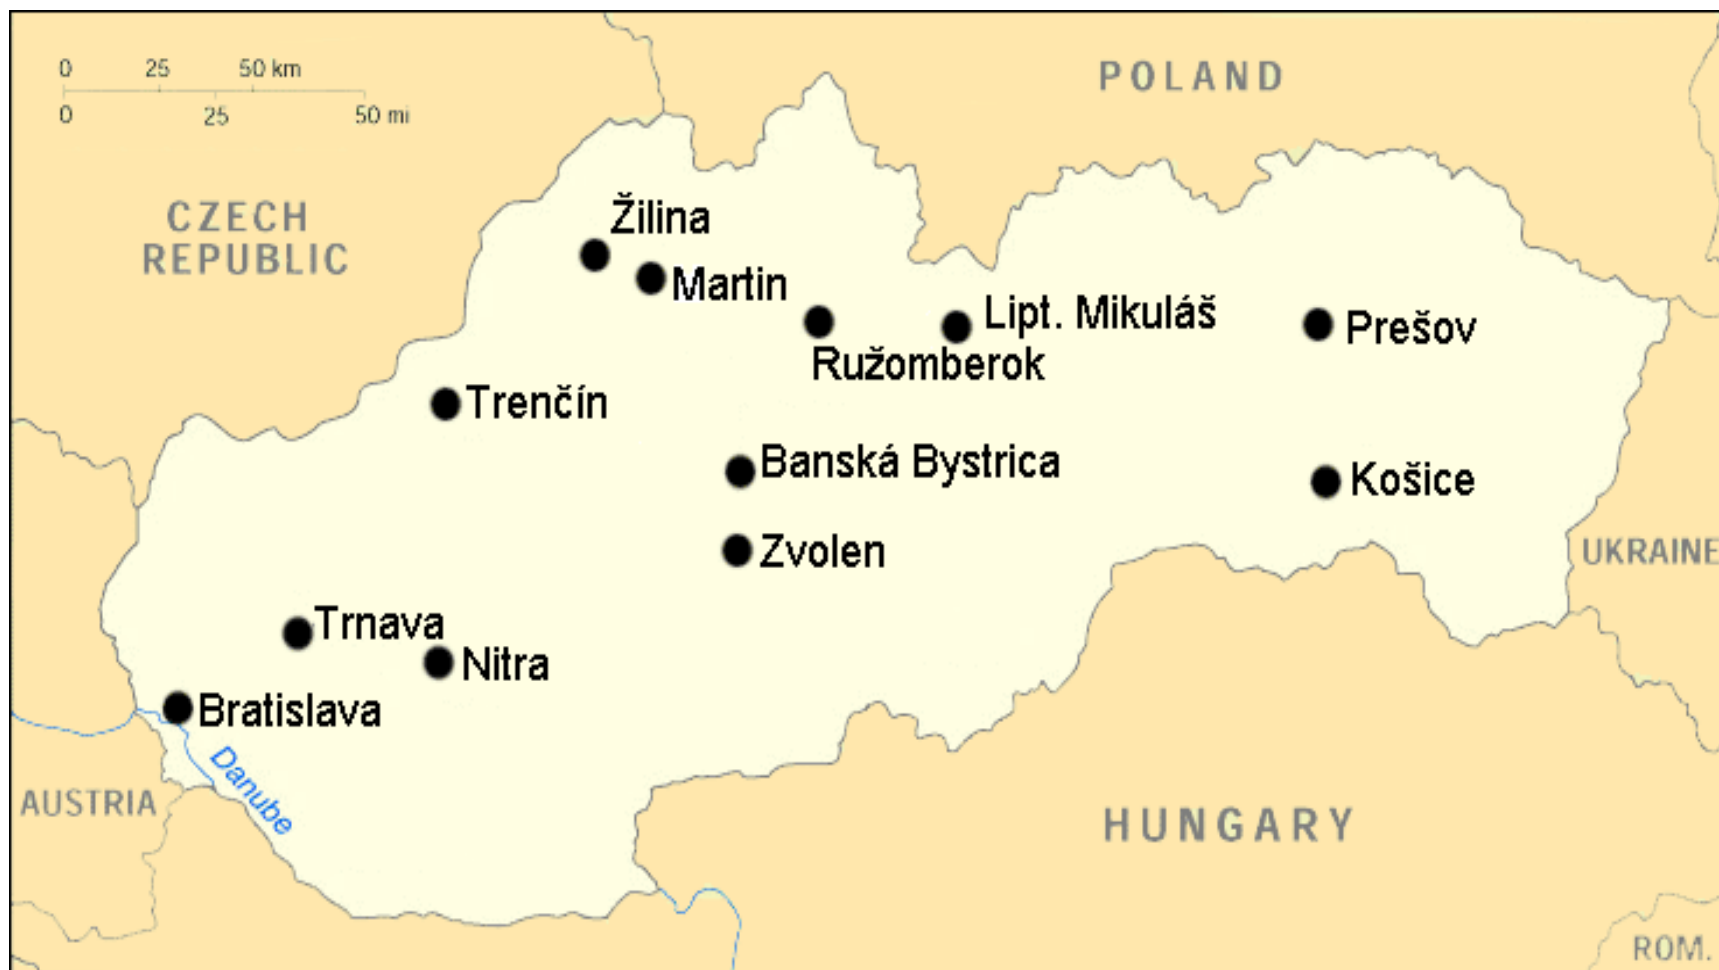 0 25 50 km
0 25 50 mi
POLAND
CZECH
REPUBLIC
Žilina
Martin
Lipt. Mikuláš
Prešov
Ružomberok
Trenčín
Banská Bystrica
Košice
Zvolen
UKRAINE
Trnava
Nitra
Bratislava
Danube
AUSTRIA
HUNGARY
ROM.